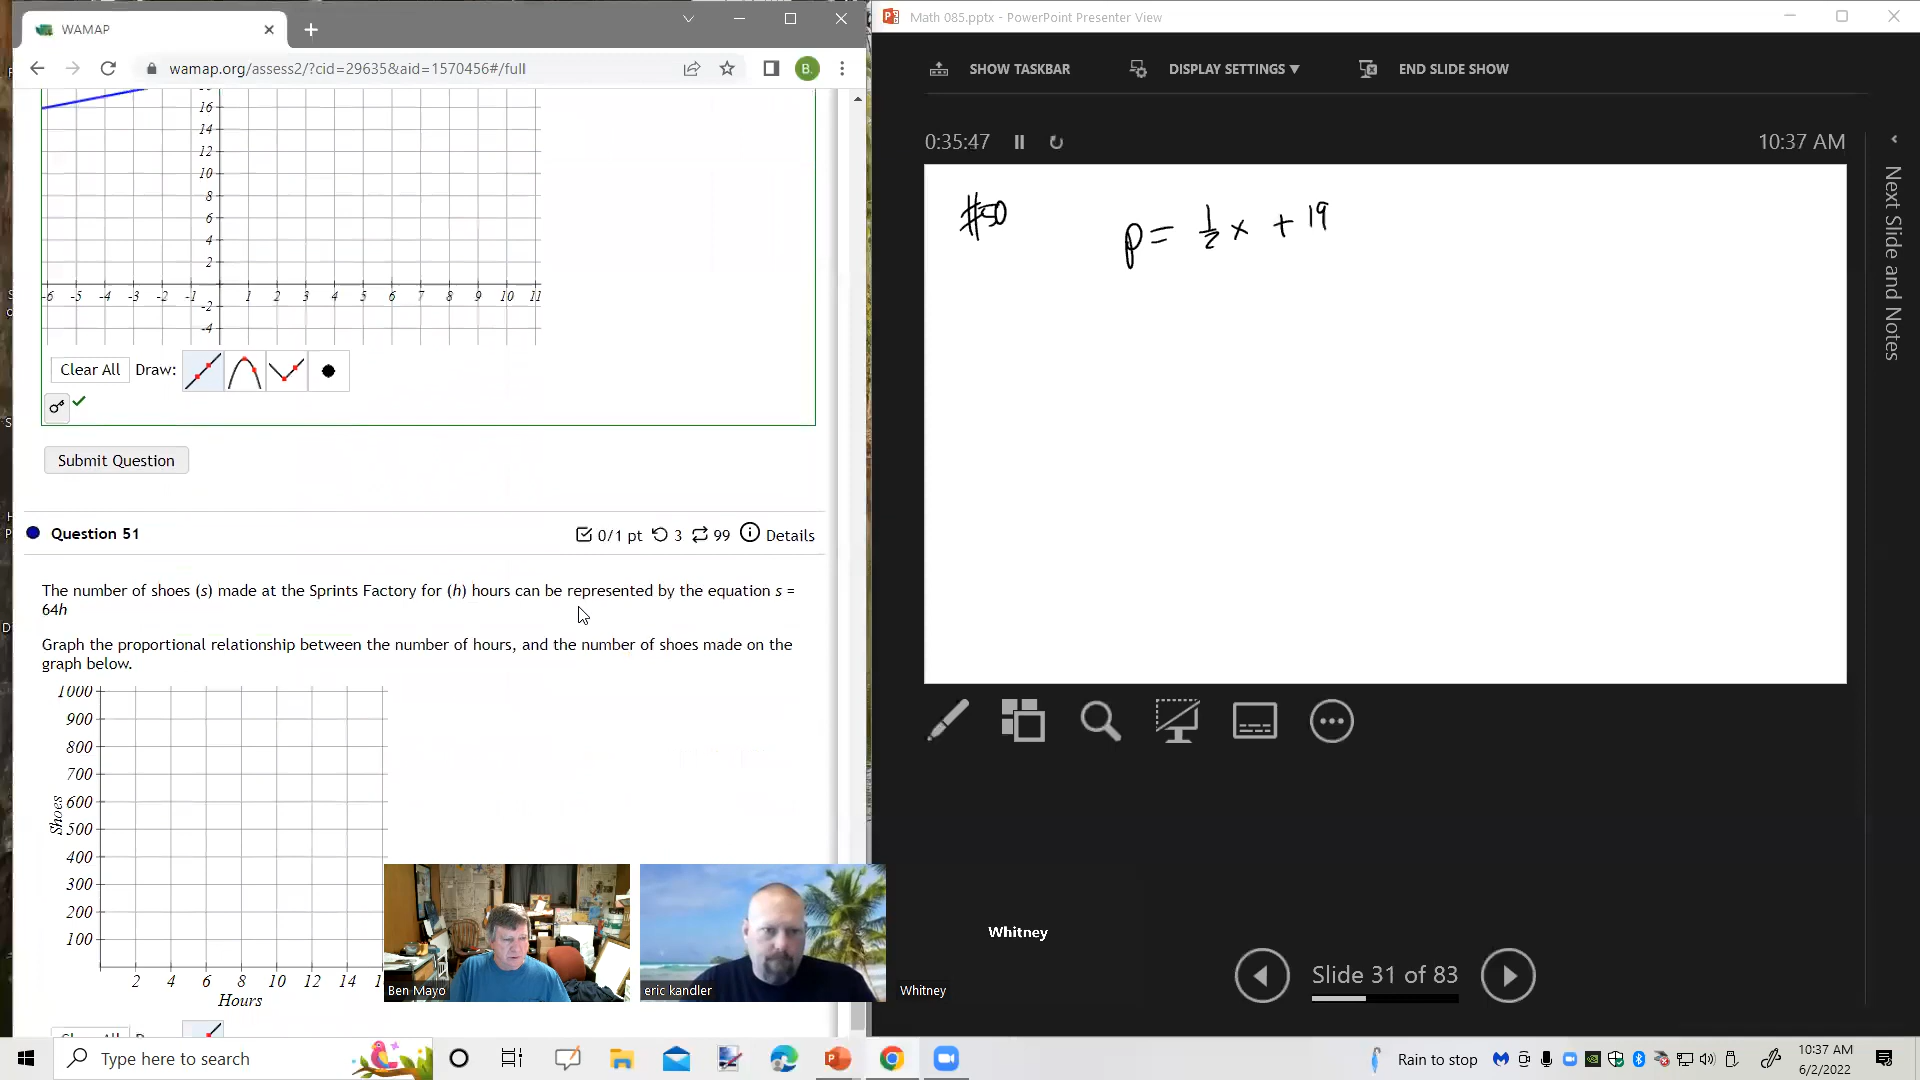 WAMAP
wamap.org/assess2/?cid=29635&aid=1570456#/full
B.
16
14
12
10
8
6
4
2
-6 -5 -4 -3 -2 -1 1 2 3 4 5 6 7 8 9 10 11
-2
-4
Clear All Draw:
Submit Question
Question 51 0/1 pt 3 99 Details
The number of shoes (s) made at the Sprints Factory for (h) hours can be represented by the equation s =
64h
Graph the proportional relationship between the number of hours, and the number of shoes made on the
graph below.
1000
900
800
700
600
500
400
300
200
100
Shoes
2 4 6 8 10 12 14
Hours
Clear All
Ben Mayo
eric kandler
Math 085.pptx - PowerPoint Presenter View
SHOW TASKBAR DISPLAY SETTINGS ▼ END SLIDE SHOW
0:35:47 10:37 AM
#50 p = 1/2 x + 19
Next Slide and Notes
Whitney
Whitney
Slide 31 of 83
Type here to search
Rain to stop
10:37 AM
6/2/2022